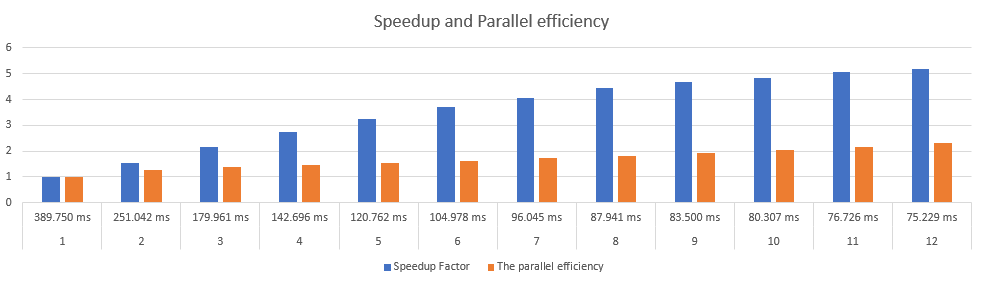 Speedup and Parallel efficiency
6
5
4
3
2
1
0
389.750 ms 251.042 ms 179.961 ms 142.696 ms 120.762 ms 104.978 ms 96.045 ms 87.941 ms 83.500 ms 80.307 ms 76.726 ms 75.229 ms
1 2 3 4 5 6 7 8 9 10 11 12
Speedup Factor The parallel efficiency